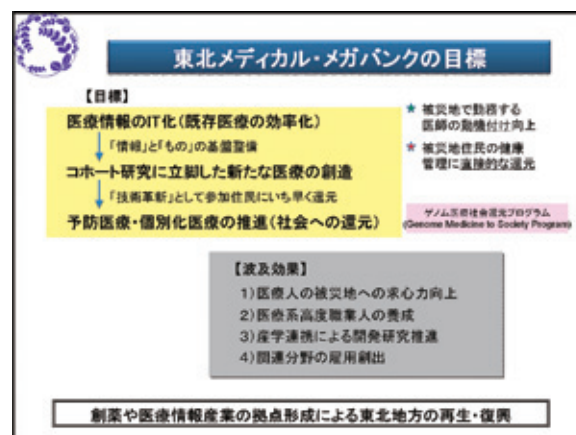 東北メディカル・メガバンクの目標
【目標】
医療情報のIT化(既存医療の効率化)
「情報」と「もの」の基盤整備
コホート研究に立脚した新たな医療の創造
「技術革新」として参加住民にいち早く還元
予防医療・個別化医療の推進(社会への還元)
★ 被災地で勤務する
医師の動機付け向上
★ 被災地住民の健康
管理に直接的な還元
ゲノム医療社会還元プログラム
(Genome Medicine to Society Program)
【波及効果】
1)医療人の被災地への求心力向上
2)医療系高度職業人の養成
3)産学連携による開発研究推進
4)関連分野の雇用創出
創薬や医療情報産業の拠点形成による東北地方の再生・復興